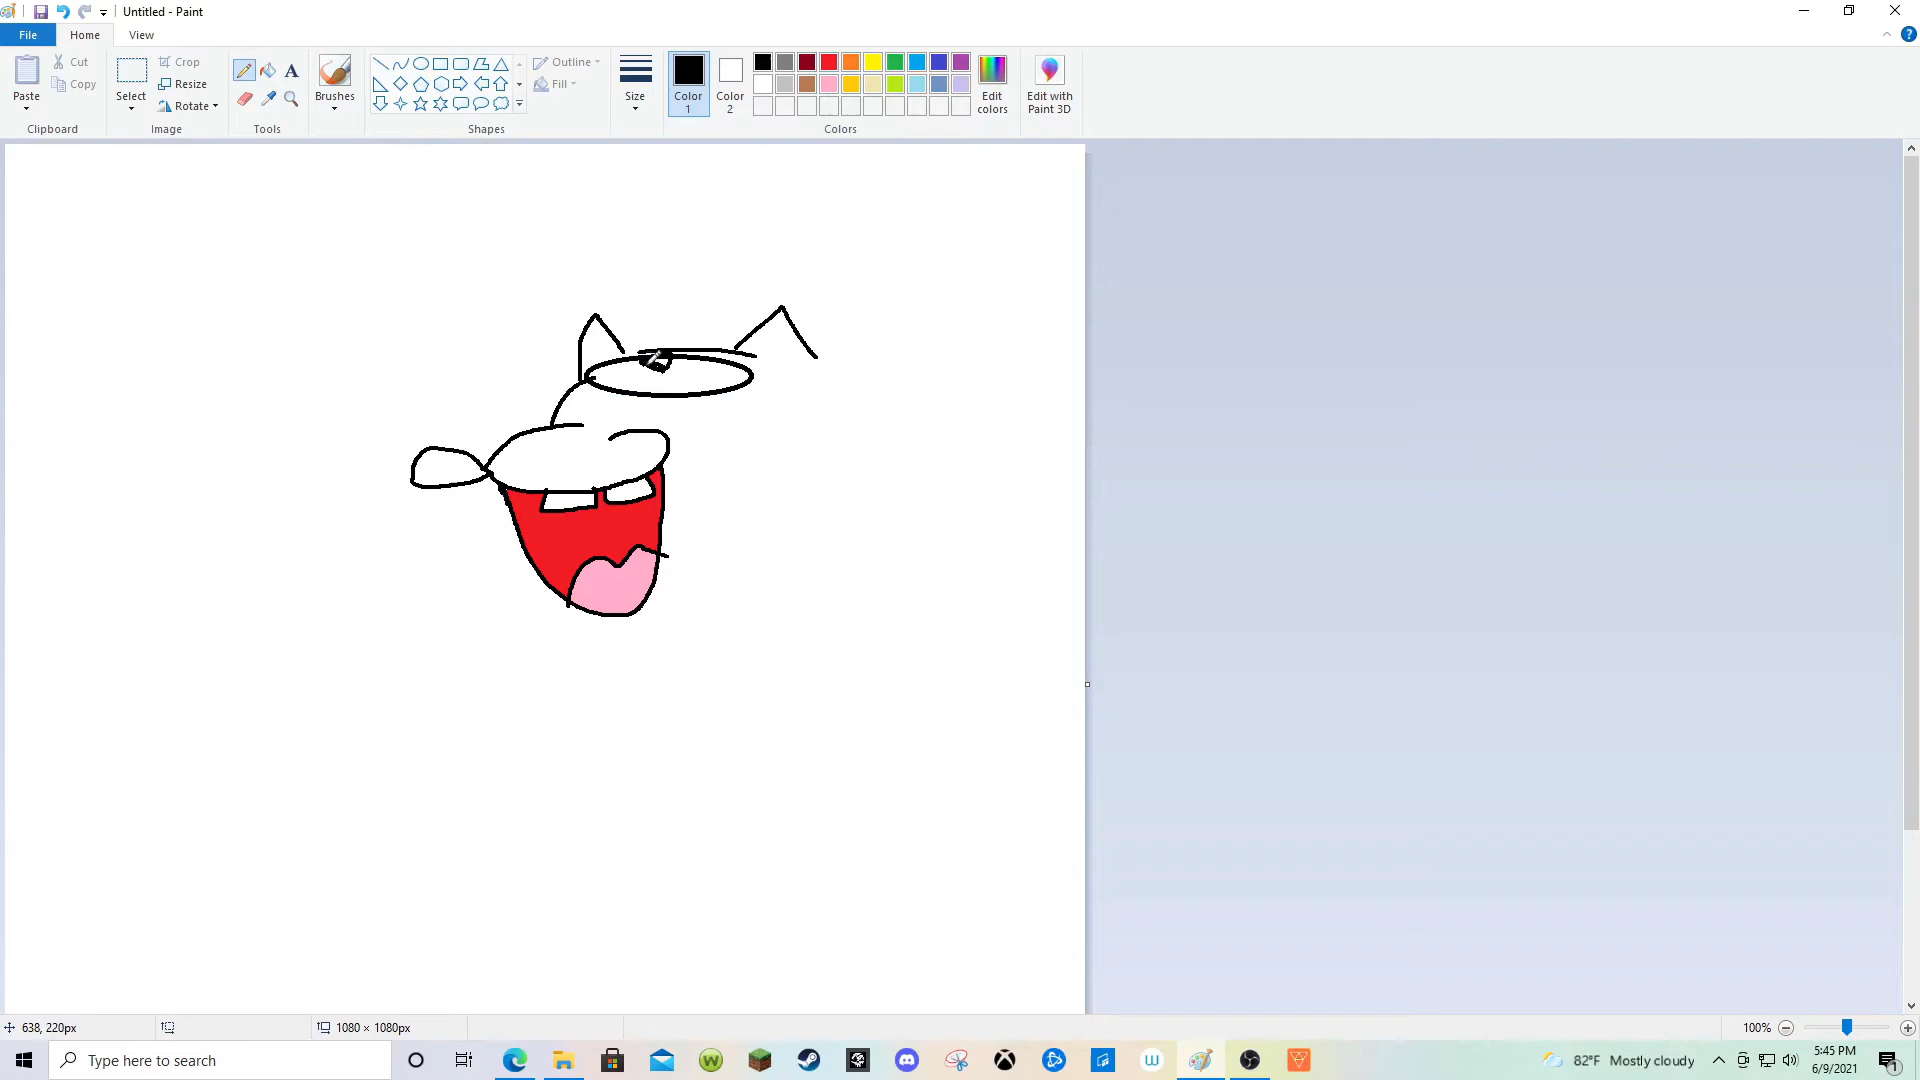 Untitled - Paint
File Home View
Paste
Cut
Copy
Clipboard
Select
Crop
Resize
Rotate
Image
A
Tools
Brushes
Shapes
Outline
Fill
Size
Color 1
Color 2
Edit colors
Colors
Edit with Paint 3D
638, 220px
1080 × 1080px
100%
Type here to search
82°F Mostly cloudy
5:45 PM
6/9/2021
1